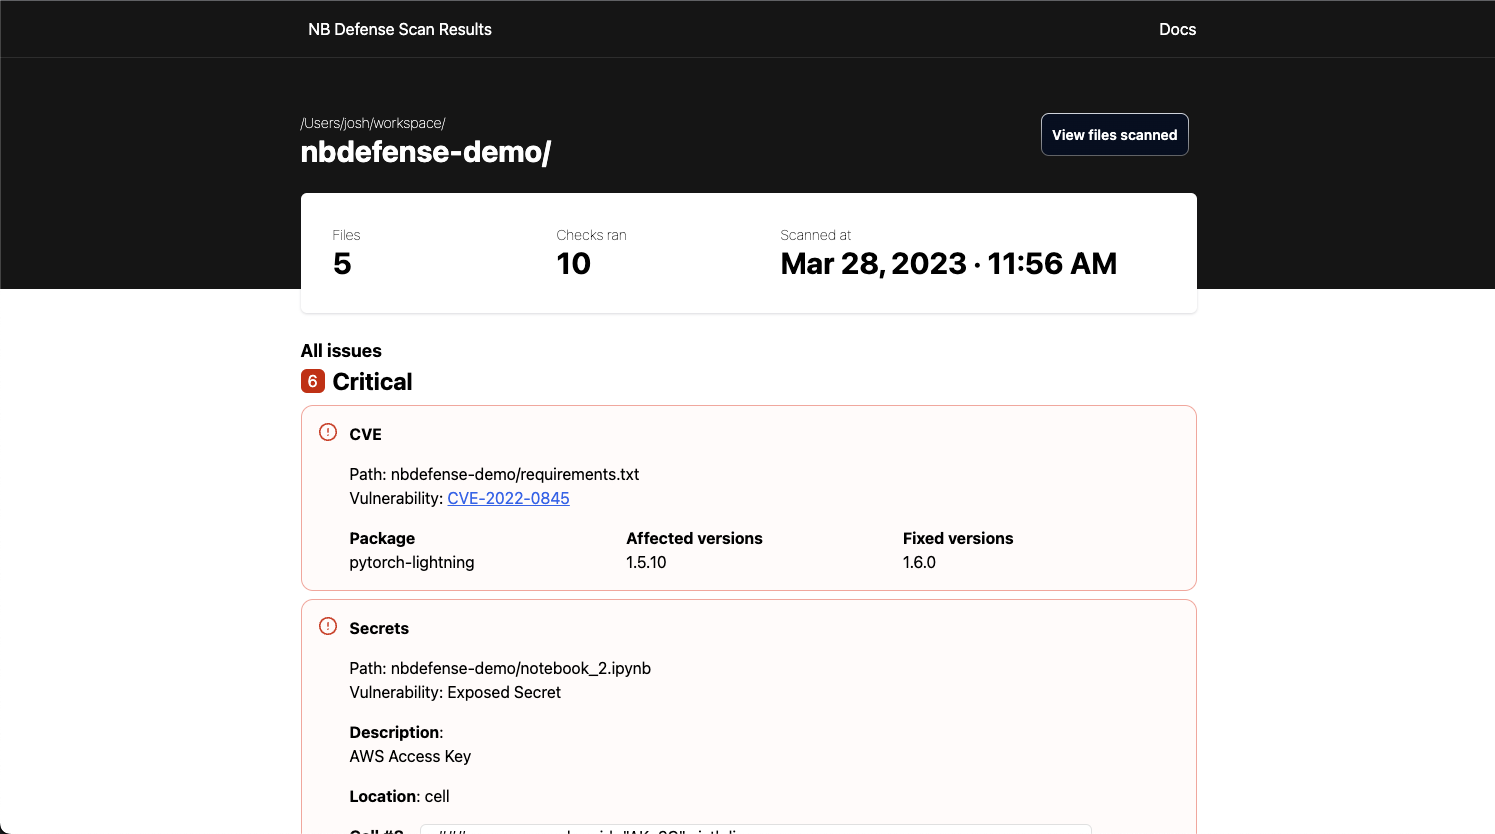 NB Defense Scan Results
Docs
/Users/josh/workspace/
nbdefense-demo/
View files scanned
Files
5
Checks ran
10
Scanned at
Mar 28, 2023 · 11:56 AM
All issues
6 Critical
CVE
Path: nbdefense-demo/requirements.txt
Vulnerability: CVE-2022-0845
Package
Affected versions
Fixed versions
pytorch-lightning
1.5.10
1.6.0
Secrets
Path: nbdefense-demo/notebook_2.ipynb
Vulnerability: Exposed Secret
Description:
AWS Access Key
Location: cell